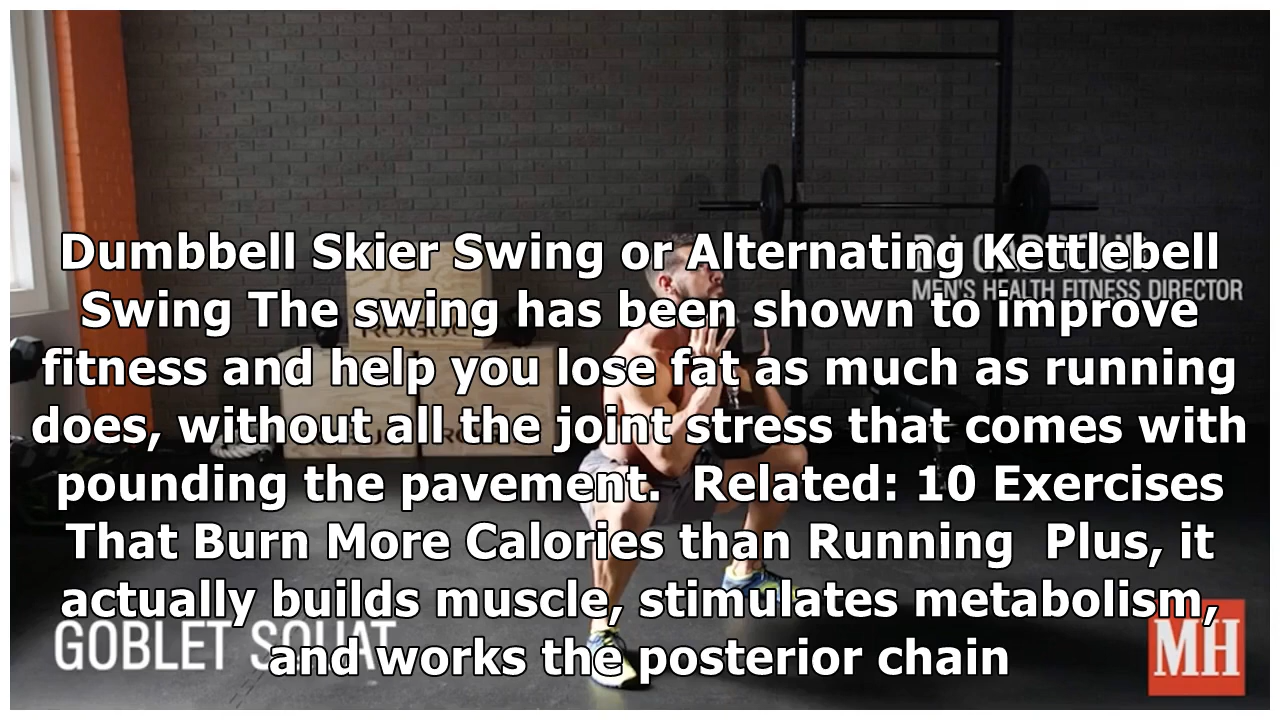 Dumbbell Skier Swing or Alternating Kettlebell
Swing The swing has been shown to improve
fitness and help you lose fat as much as running
does, without all the joint stress that comes with
pounding the pavement. Related: 10 Exercises
That Burn More Calories than Running Plus, it
actually builds muscle, stimulates metabolism,
and works the posterior chain
MEN'S HEALTH FITNESS DIRECTOR
ROGUE
GOBLET SQUAT
MH